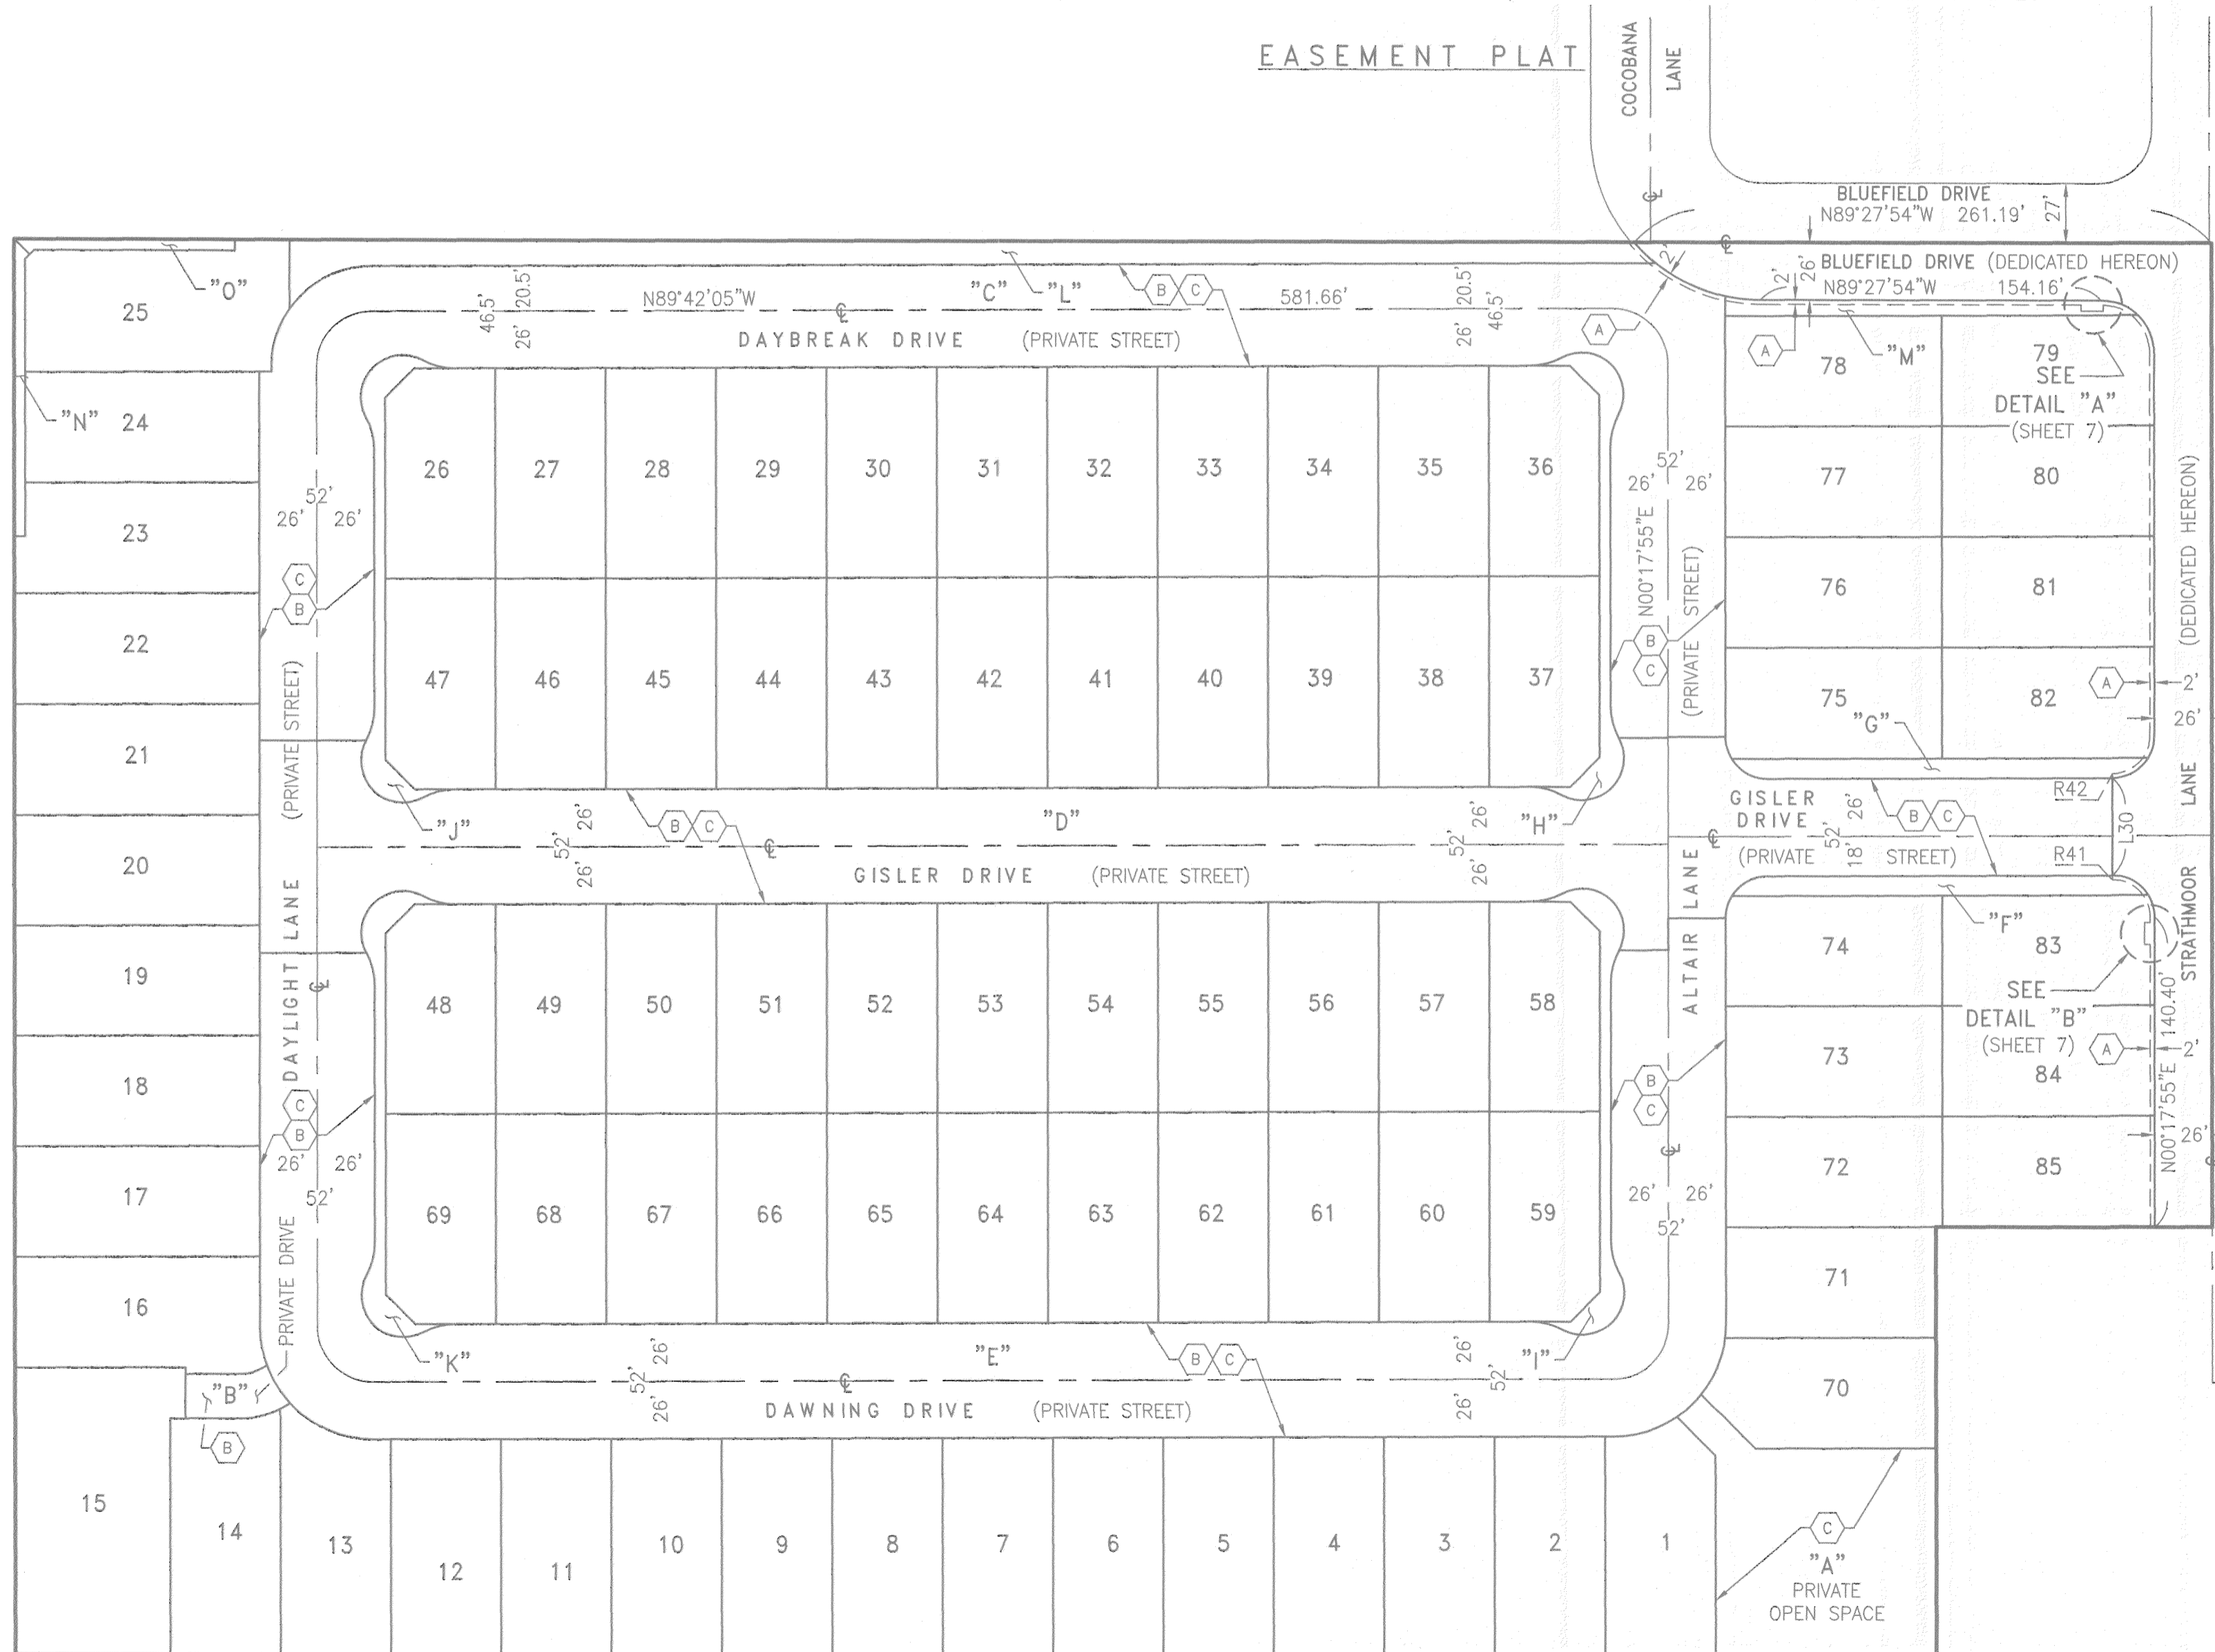 EASEMENT PLAT
COCOBANA
LANE
℄
BLUEFIELD DRIVE
N89°27'54"W 261.19'
27'
℄
2'
2'
26'
BLUEFIELD DRIVE (DEDICATED HEREON)
N89°27'54"W 154.16'
"O"
25
N89°42'05"W
46.5'
20.5'
26'
℄
"C"
"L"
B
C
581.66'
20.5'
46.5'
26'
A
DAYBREAK DRIVE (PRIVATE STREET)
A
78
"M"
79
SEE
DETAIL "A"
(SHEET 7)
"N"
24
26
27
28
29
30
31
32
33
34
35
36
52'
26'
26'
77
80
23
52'
26'
26'
N00°17'55"E
(PRIVATE STREET)
(DEDICATED HEREON)
C
B
76
81
22
B
C
(PRIVATE STREET)
47
46
45
44
43
42
41
40
39
38
37
75
82
A
2'
26'
"G"
21
"J"
52'
26'
26'
B
C
℄
"D"
52'
26'
26'
"H"
GISLER
DRIVE
℄
(PRIVATE STREET)
52'
26'
18'
B
C
R42
R41
L30
LANE
20
GISLER DRIVE (PRIVATE STREET)
DAYLIGHT LANE
℄
ALTAIR LANE
"F"
STRATHMOOR
19
48
49
50
51
52
53
54
55
56
57
58
74
83
SEE
DETAIL "B"
(SHEET 7)
A
2'
N00°17'55"E 140.40'
18
C
B
26'
26'
52'
B
C
℄
26'
26'
52'
73
84
17
69
68
67
66
65
64
63
62
61
60
59
72
85
26'
16
PRIVATE DRIVE
71
"K"
52'
26'
26'
℄
"E"
B
C
26'
52'
26'
"I"
70
"B"
B
DAWNING DRIVE (PRIVATE STREET)
15
14
13
12
11
10
9
8
7
6
5
4
3
2
1
C
"A"
PRIVATE
OPEN SPACE